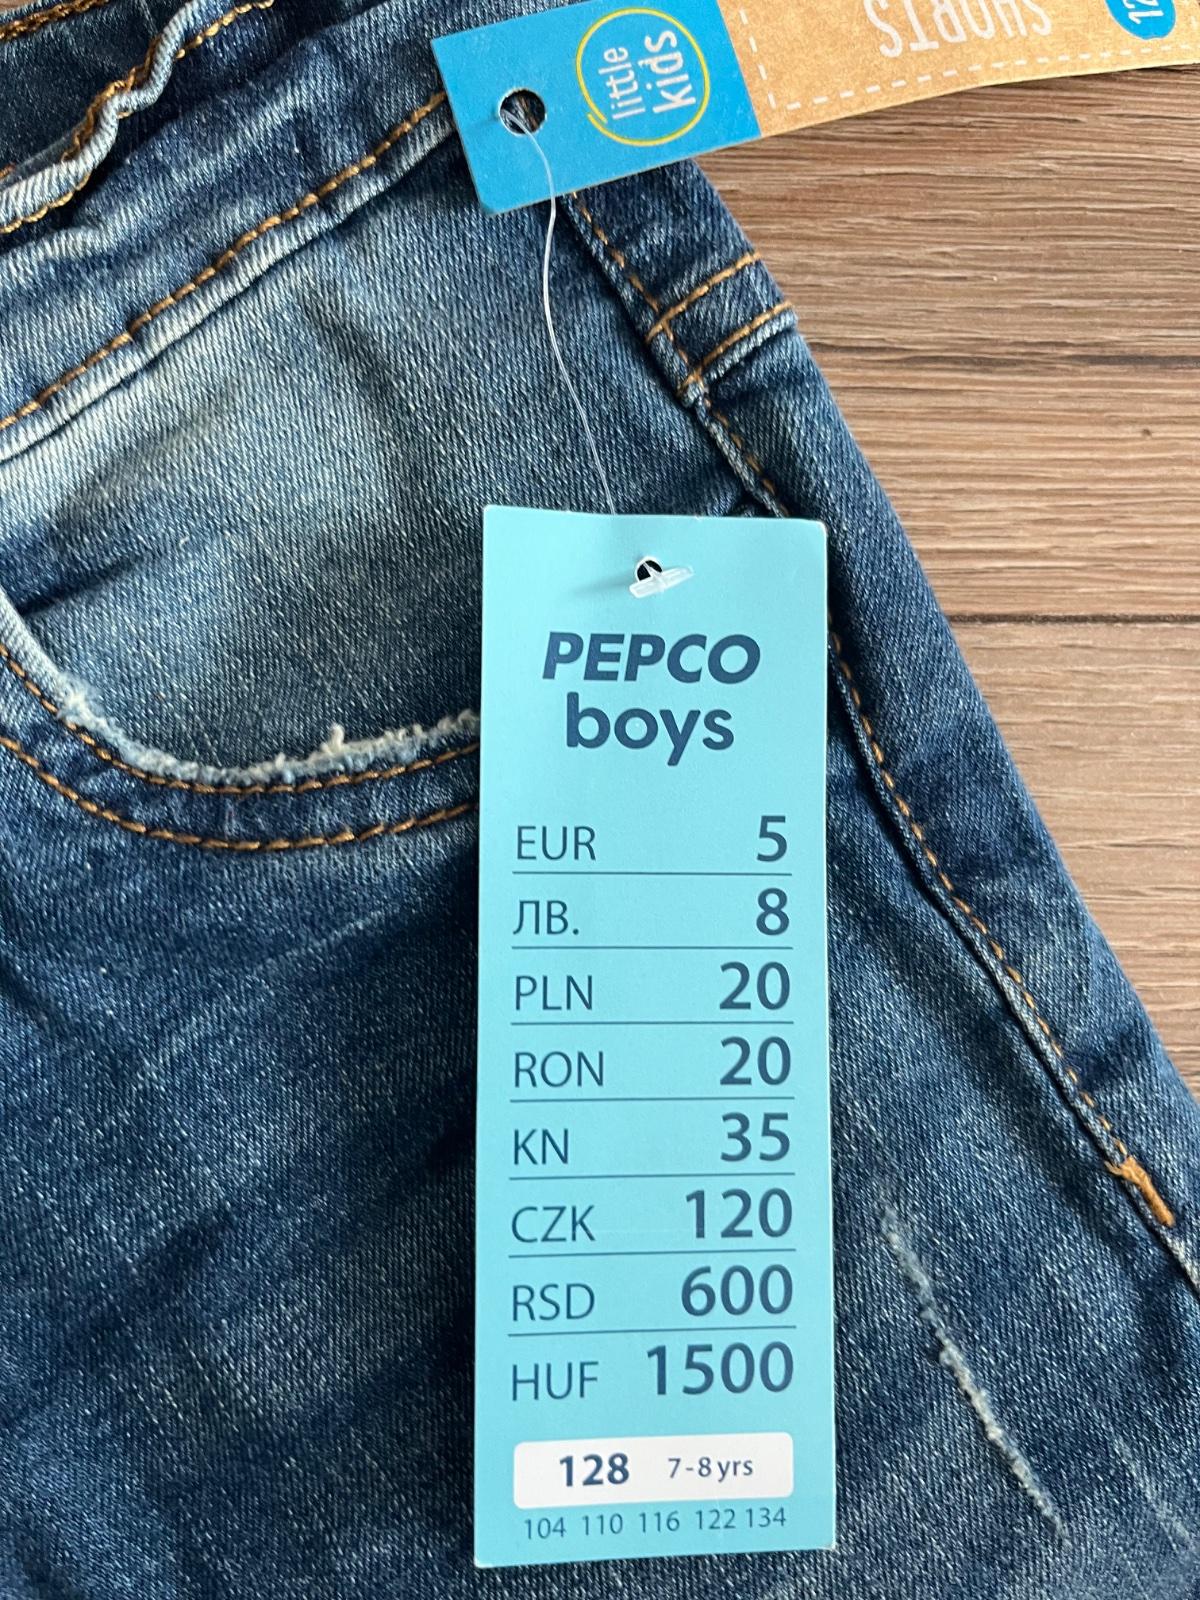 little
kids
SHORTS
PEPCO
boys
EUR 5
ЛВ. 8
PLN 20
RON 20
KN 35
CZK 120
RSD 600
HUF 1500
128 7-8 yrs
104 110 116 122 134